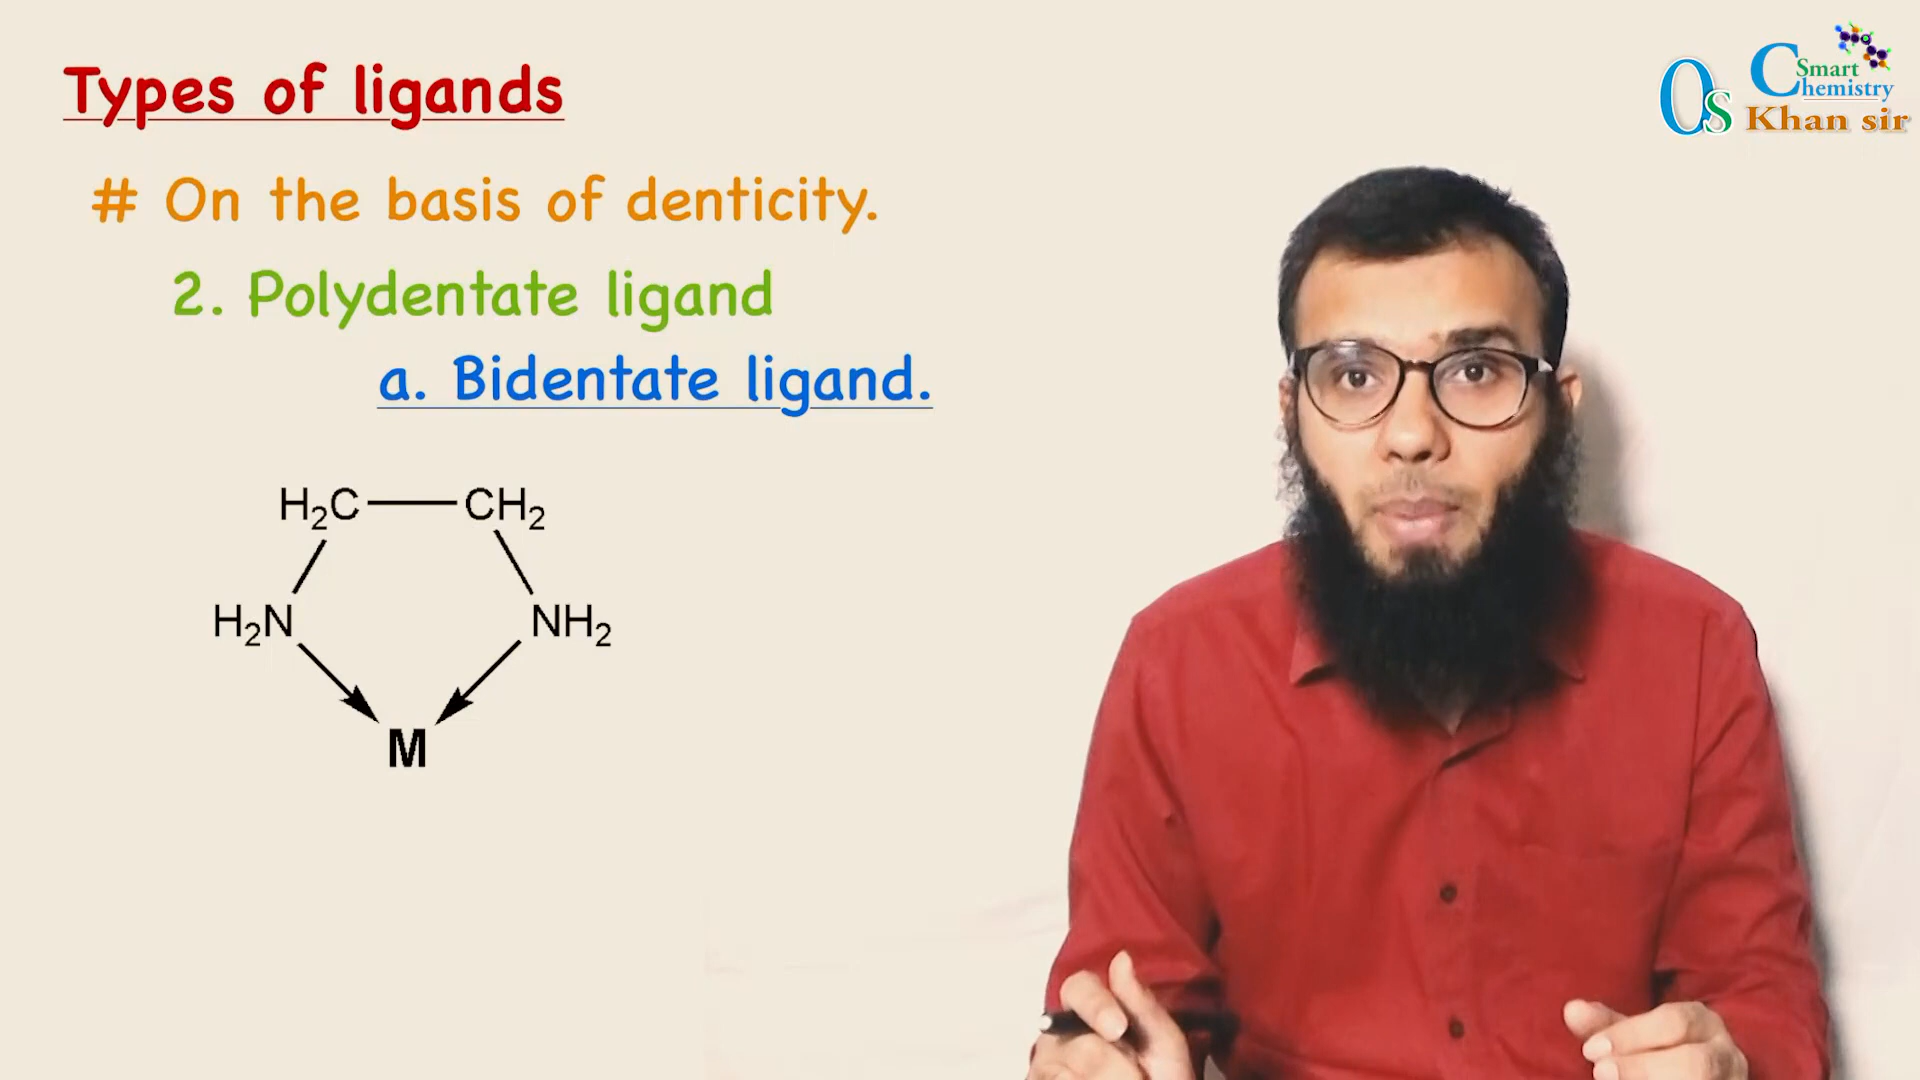 Types of ligands
# On the basis of denticity.
2. Polydentate ligand
a. Bidentate ligand.
H₂C CH₂
H₂N NH₂
M
Os Smart Chemistry
Khan sir